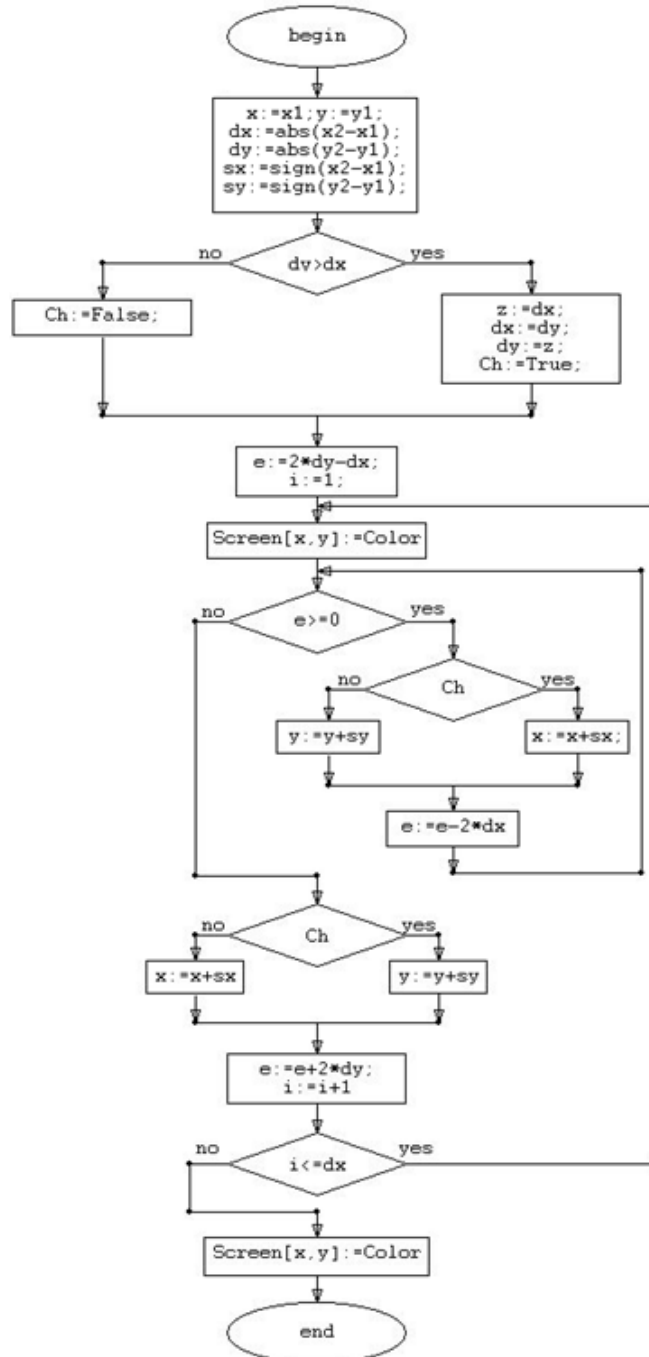 begin
x:=x1;y:=y1;
dx:=abs(x2-x1);
dy:=abs(y2-y1);
sx:=sign(x2-x1);
sy:=sign(y2-y1);
no
dv>dx
yes
Ch:=False;
z:=dx;
dx:=dy;
dy:=z;
Ch:=True;
e:=2*dy-dx;
i:=1;
Screen[x,y]:=Color
no
e>=0
yes
no
Ch
yes
y:=y+sy
x:=x+sx;
e:=e-2*dx
no
Ch
yes
x:=x+sx
y:=y+sy
e:=e+2*dy;
i:=i+1
no
i<=dx
yes
Screen[x,y]:=Color
end